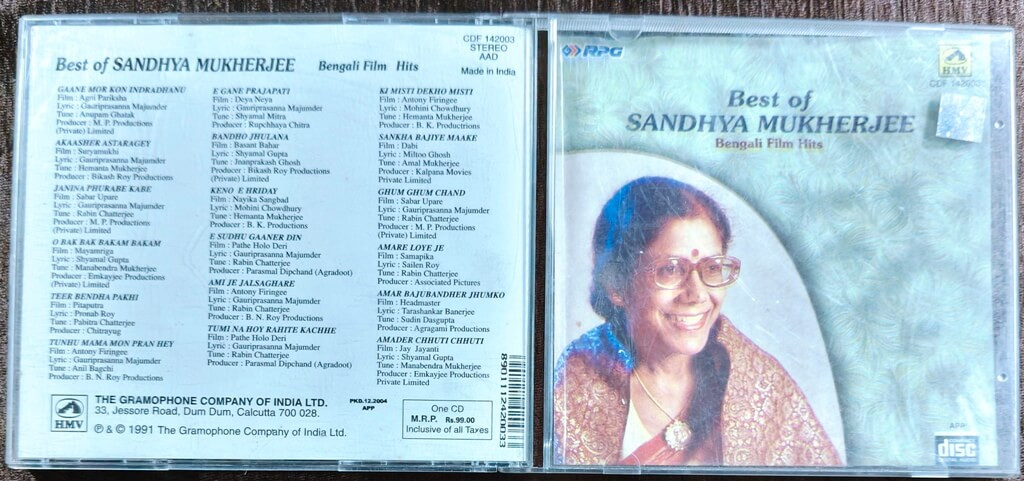 CDF 142003
STEREO
AAD
Made in India
Best of SANDHYA MUKHERJEE Bengali Film Hits
GAANE MOR KON INDRADHANU
Film : Agni Pariksha
Lyric : Gauriprasanna Majumder
Tune : Anupam Ghatak
Producer : M. P. Productions
(Private) Limited
AKAASHER ASTARAGEY
Film : Suryamukhi
Lyric : Gauriprasanna Majumder
Tune : Hemanta Mukherjee
Producer : Bikash Roy Productions
JANINA PHURABE KABE
Film : Sabar Upare
Lyric : Gauriprasanna Majumder
Tune : Rabin Chatterjee
Producer : M. P. Productions
(Private) Limited
O BAK BAK BAKAM BAKAM
Film : Mayamriga
Lyric : Shyamal Gupta
Tune : Manabendra Mukherjee
Producer : Emkayjee Productions
(Private) Limited
TEER BENDHA PAKHI
Film : Pitaputra
Lyric : Pronab Roy
Tune : Pabitra Chatterjee
Producer : Chitrayug
TUNHU MAMA MON PRAN HEY
Film : Antony Firingee
Lyric : Gauriprasanna Majumder
Tune : Anil Bagchi
Producer : B. N. Roy Productions
E GANE PRAJAPATI
Film : Deya Neya
Lyric : Gauriprasanna Majumder
Tune : Shyamal Mitra
Producer : Rupchhaya Chitra
BANDHO JHULANA
Film : Basant Bahar
Lyric : Shyamal Gupta
Tune : Jnanprakash Ghosh
Producer : Bikash Roy Productions
(Private) Limited
KENO E HRIDAY
Film : Nayika Sangbad
Lyric : Mohini Chowdhury
Tune : Hemanta Mukherjee
Producer : B. K. Productions
E SUDHU GAANER DIN
Film : Pathe Holo Deri
Lyric : Gauriprasanna Majumder
Tune : Rabin Chatterjee
Producer : Parasmal Dipchand (Agradoot)
AMI JE JALSAGHARE
Film : Antony Firingee
Lyric : Gauriprasanna Majumder
Tune : Rabin Chatterjee
Producer : B. N. Roy Productions
TUMI NA HOY RAHITE KACHHE
Film : Pathe Holo Deri
Lyric : Gauriprasanna Majumder
Tune : Rabin Chatterjee
Producer : Parasmal Dipchand (Agradoot)
KI MISTI DEKHO MISTI
Film : Antony Firingee
Lyric : Mohini Chowdhury
Tune : Hemanta Mukherjee
Producer : B. K. Productrions
SANKHA BAJIYE MAAKE
Film : Dabi
Lyric : Miltoo Ghosh
Tune : Amal Mukherjee
Producer : Kalpana Movies
Private Limited
GHUM GHUM CHAND
Film : Sabar Upare
Lyric : Gauriprasanna Majumder
Tune : Rabin Chatterjee
Producer : M. P. Productions
(Private) Limited
AMARE LOYE JE
Film : Samapika
Lyric : Sailen Roy
Tune : Rabin Chatterjee
Producer : Associated Pictures
AMAR BAJUBANDHER JHUMKO
Film : Headmaster
Lyric : Tarashankar Banerjee
Tune : Sudin Dasgupta
Producer : Agragami Productions
AMADER CHHUTI CHHUTI
Film : Jay Jayanti
Lyric : Shyamal Gupta
Tune : Manabendra Mukherjee
Producer : Emkayjee Productions
Private Limited
HMV
THE GRAMOPHONE COMPANY OF INDIA LTD.
33, Jessore Road, Dum Dum, Calcutta 700 028.
℗ & © 1991 The Gramophone Company of India Ltd.
PKD.12.2004
APP
One CD
M.R.P. Rs.99.00
Inclusive of all Taxes
8901112420033
RPG
HMV
CDF 142003
Best of
SANDHYA MUKHERJEE
Bengali Film Hits
APP
COMPACT
disc
DIGITAL AUDIO